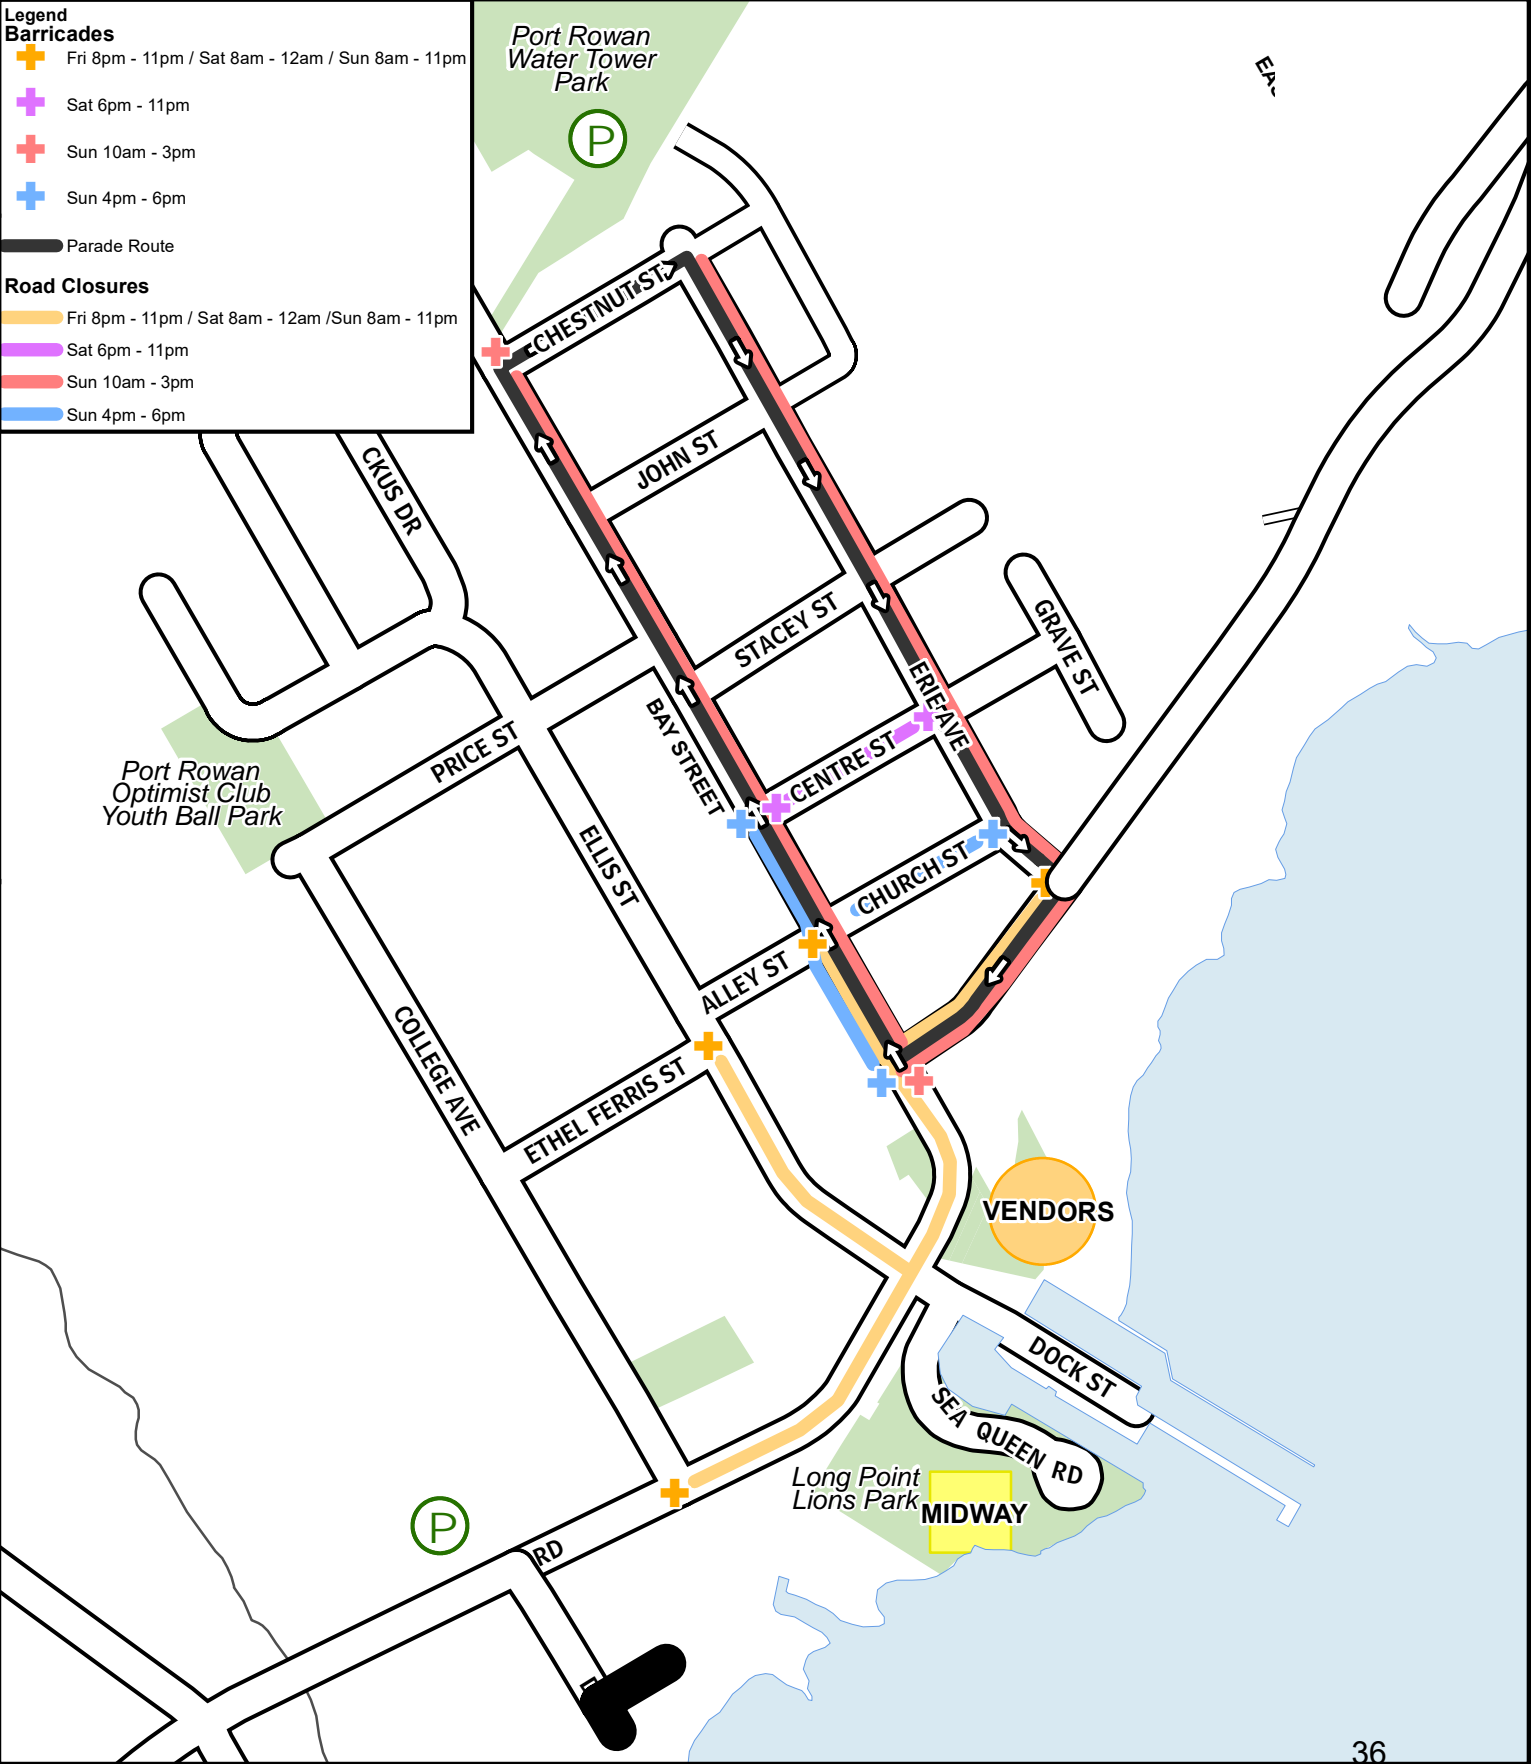 Legend
Barricades
Fri 8pm - 11pm / Sat 8am - 12am / Sun 8am - 11pm
Sat 6pm - 11pm
Sun 10am - 3pm
Sun 4pm - 6pm
Parade Route
Road Closures
Fri 8pm - 11pm / Sat 8am - 12am /Sun 8am - 11pm
Sat 6pm - 11pm
Sun 10am - 3pm
Sun 4pm - 6pm
Port Rowan
Water Tower
Park
P
CHESTNUT ST
JOHN ST
CKUS DR
STACEY ST
GRAVE ST
ERIE AVE
BAY STREET
CENTRE ST
PRICE ST
Port Rowan
Optimist Club
Youth Ball Park
ELLIS ST
CHURCH ST
ALLEY ST
COLLEGE AVE
ETHEL FERRIS ST
VENDORS
DOCK ST
SEA QUEEN RD
Long Point
Lions Park
MIDWAY
P
RD
36